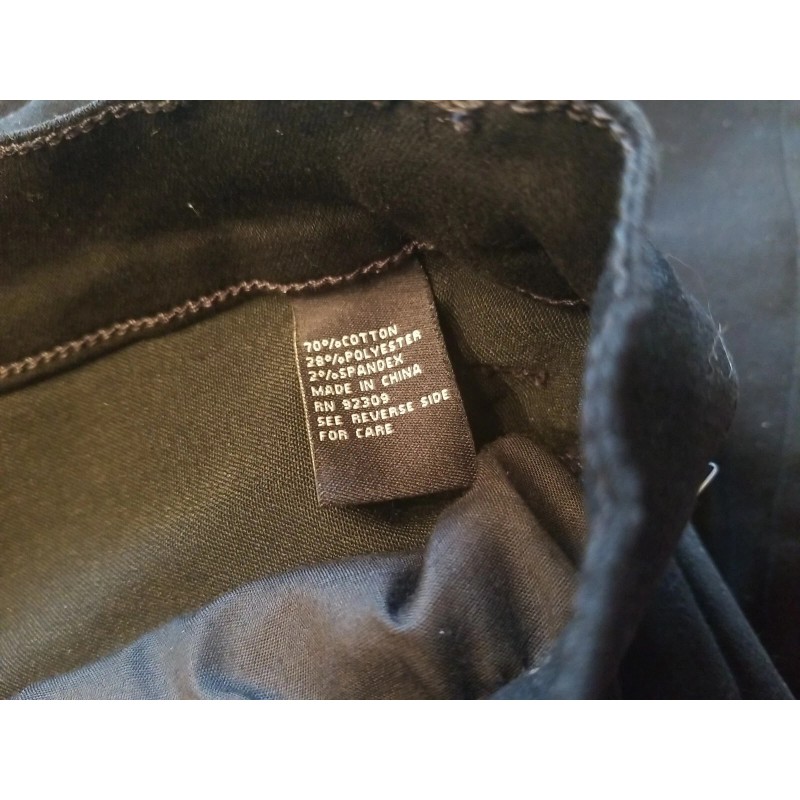 70%COTTON
28%POLYESTER
2%SPANDEX
MADE IN CHINA
RN 92309
SEE REVERSE SIDE
FOR CARE